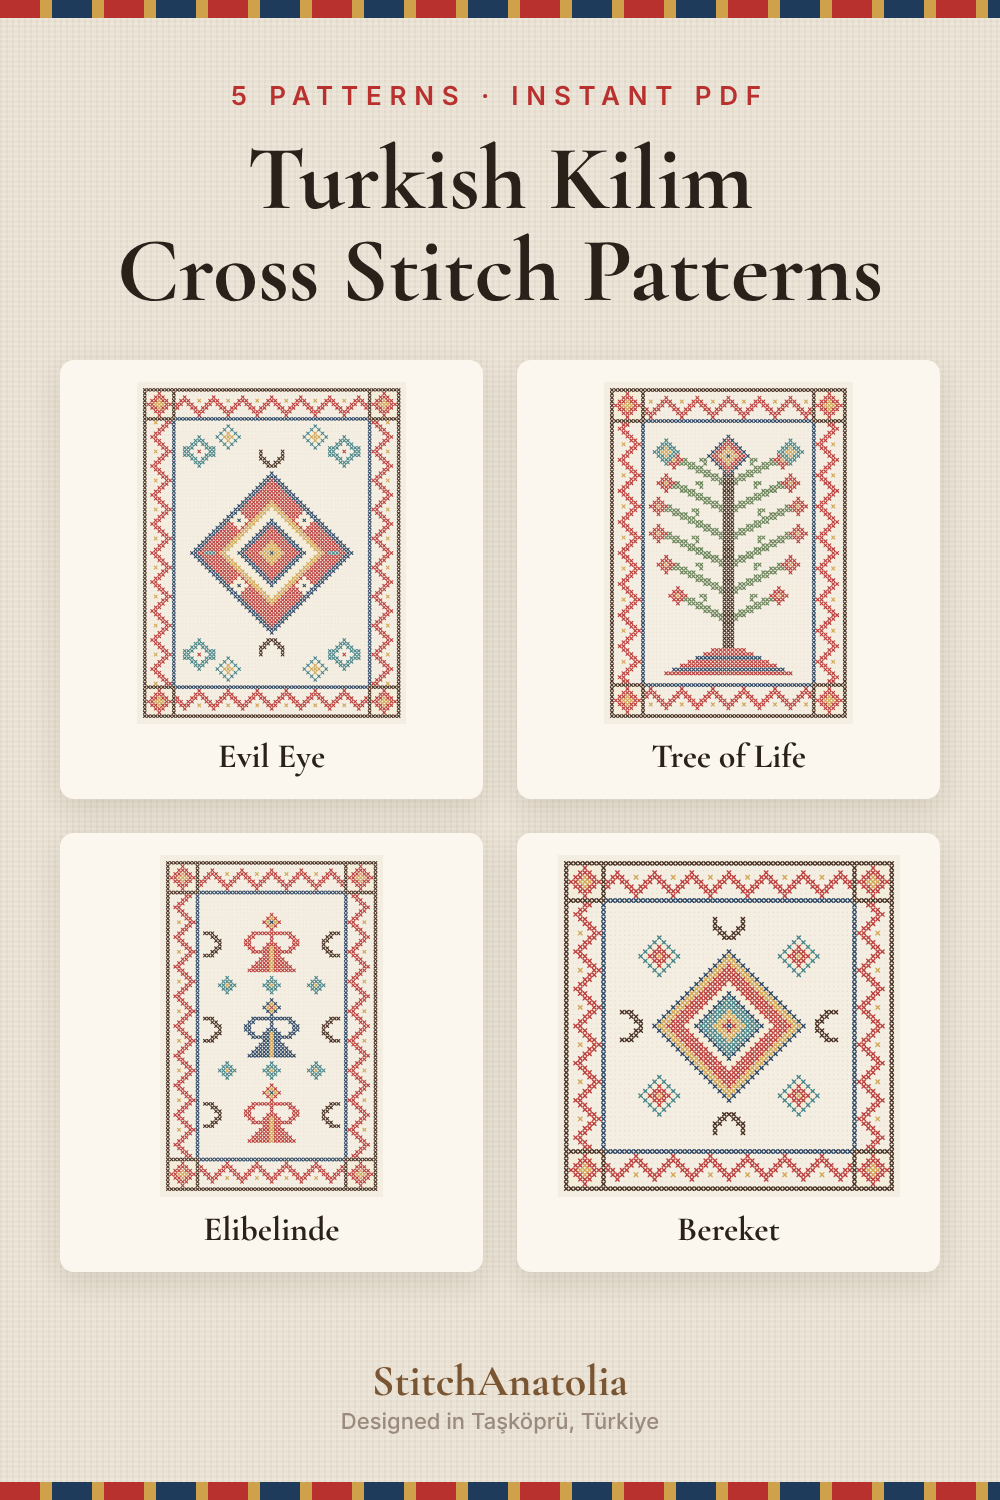 5 PATTERNS · INSTANT PDF
Turkish Kilim
Cross Stitch Patterns
Evil Eye
Tree of Life
Elibelinde
Bereket
StitchAnatolia
Designed in Taşköprü, Türkiye